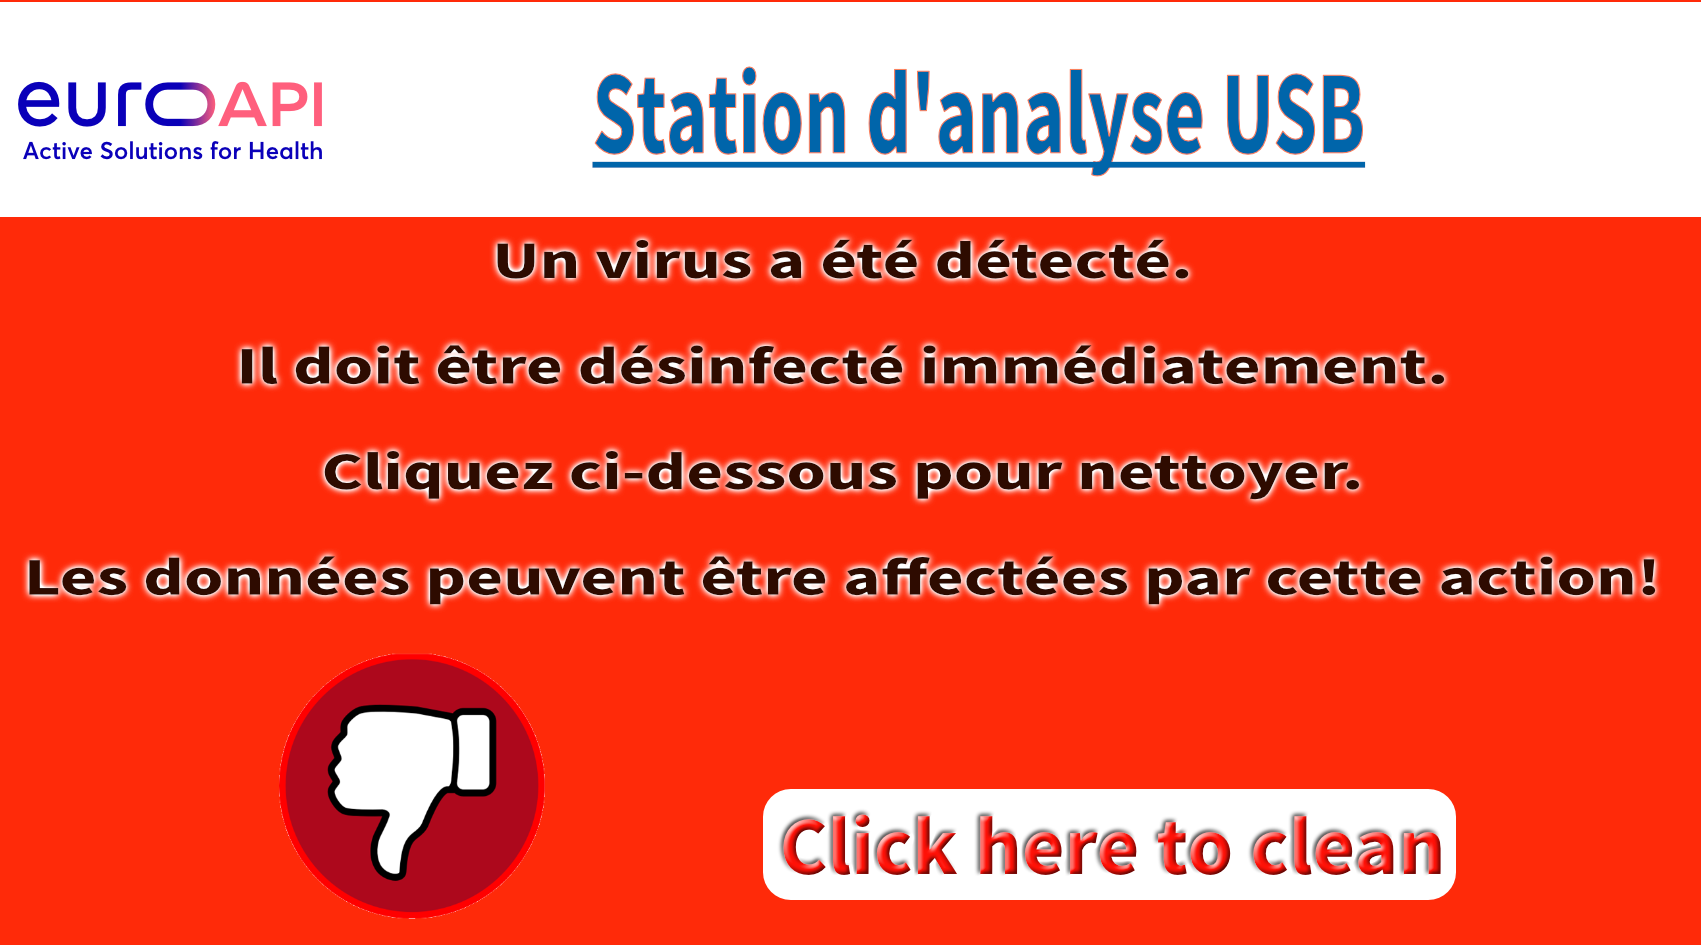 euroAPI
Active Solutions for Health
Station d'analyse USB
Un virus a été détecté.
Il doit être désinfecté immédiatement.
Cliquez ci-dessous pour nettoyer.
Les données peuvent être affectées par cette action!
Click here to clean